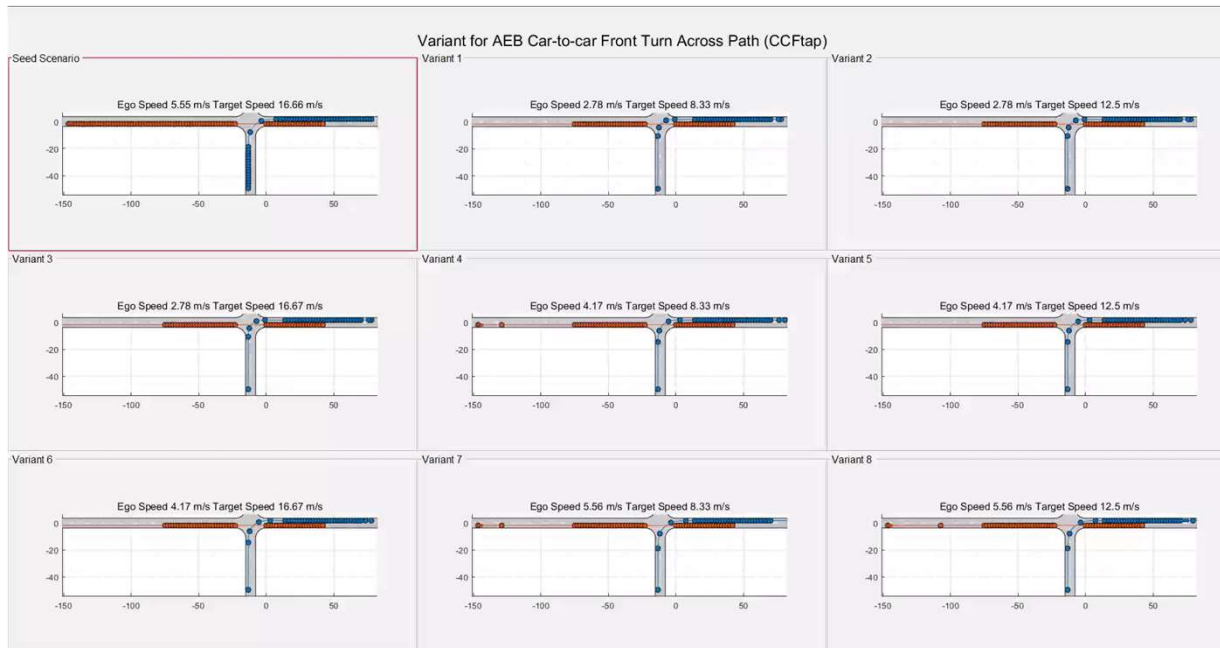 Variant for AEB Car-to-car Front Turn Across Path (CCFtap)
Seed Scenario
Ego Speed 5.55 m/s Target Speed 16.66 m/s
0
-20
-40
-150 -100 -50 0 50
Variant 1
Ego Speed 2.78 m/s Target Speed 8.33 m/s
0
-20
-40
-150 -100 -50 0 50
Variant 2
Ego Speed 2.78 m/s Target Speed 12.5 m/s
0
-20
-40
-150 -100 -50 0 50
Variant 3
Ego Speed 2.78 m/s Target Speed 16.67 m/s
0
-20
-40
-150 -100 -50 0 50
Variant 4
Ego Speed 4.17 m/s Target Speed 8.33 m/s
0
-20
-40
-150 -100 -50 0 50
Variant 5
Ego Speed 4.17 m/s Target Speed 12.5 m/s
0
-20
-40
-150 -100 -50 0 50
Variant 6
Ego Speed 4.17 m/s Target Speed 16.67 m/s
0
-20
-40
-150 -100 -50 0 50
Variant 7
Ego Speed 5.56 m/s Target Speed 8.33 m/s
0
-20
-40
-150 -100 -50 0 50
Variant 8
Ego Speed 5.56 m/s Target Speed 12.5 m/s
0
-20
-40
-150 -100 -50 0 50